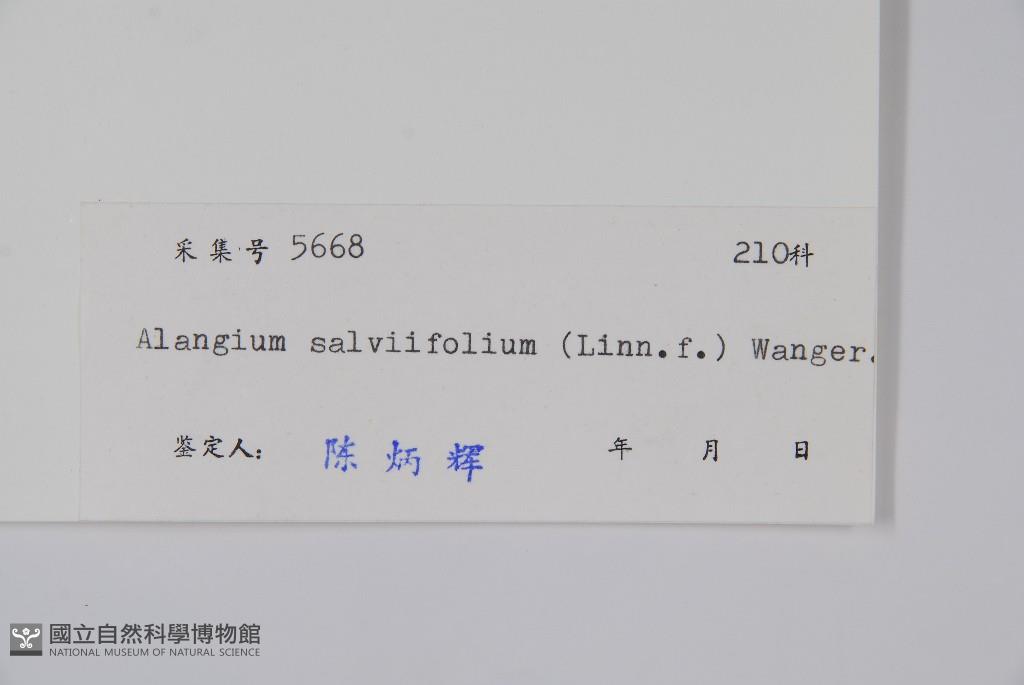 采集号 5668 210科
Alangium salviifolium (Linn.f.) Wanger.
鉴定人: 陈炳辉 年 月 日
國立自然科學博物館
NATIONAL MUSEUM OF NATURAL SCIENCE